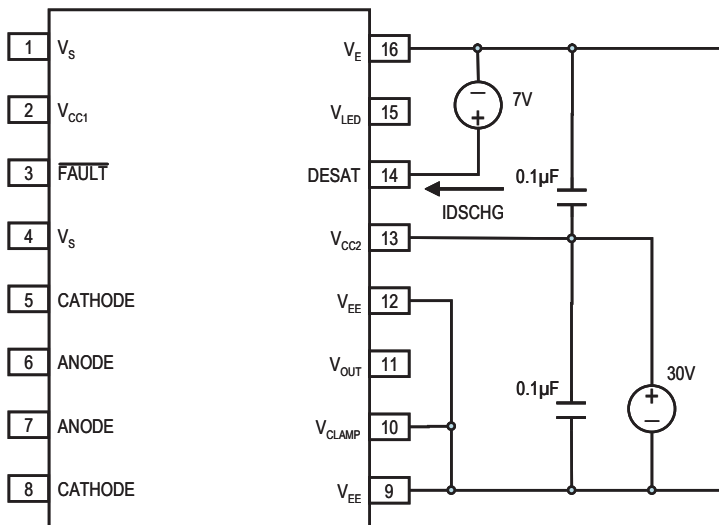 1 V_S
2 V_CC1
3 FAULT
4 V_S
5 CATHODE
6 ANODE
7 ANODE
8 CATHODE
V_E 16
V_LED 15
DESAT 14
V_CC2 13
V_EE 12
V_OUT 11
V_CLAMP 10
V_EE 9
7V
IDSCHG
0.1µF
0.1µF
30V